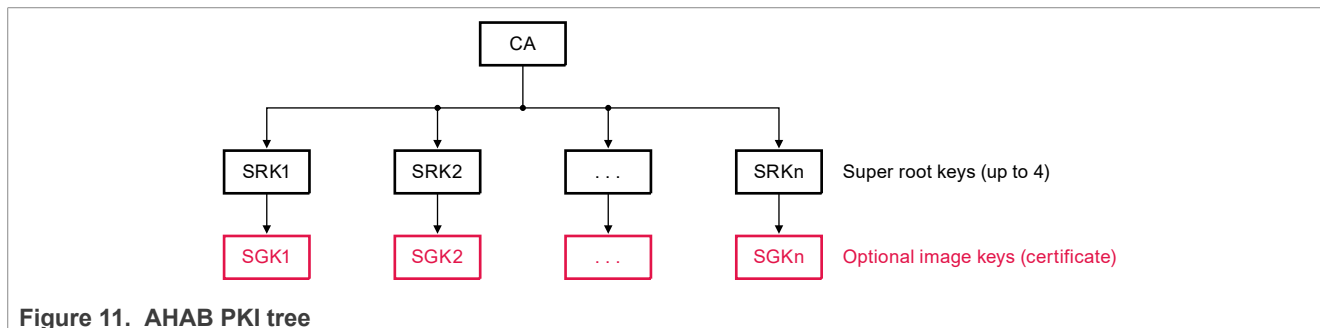 CA
SRK1 SRK2 . . . SRKn Super root keys (up to 4)
SGK1 SGK2 . . . SGKn Optional image keys (certificate)
Figure 11. AHAB PKI tree